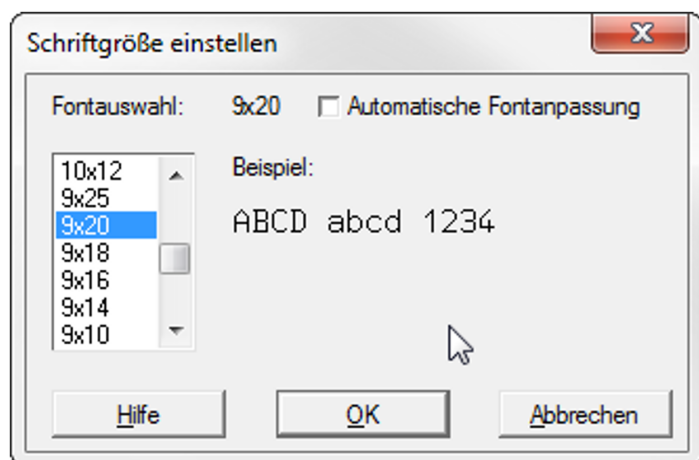 Schriftgröße einstellen
Fontauswahl: 9x20 Automatische Fontanpassung
10x12
9x25
9x20
9x18
9x16
9x14
9x10
Beispiel:
ABCD abcd 1234
Hilfe OK Abbrechen